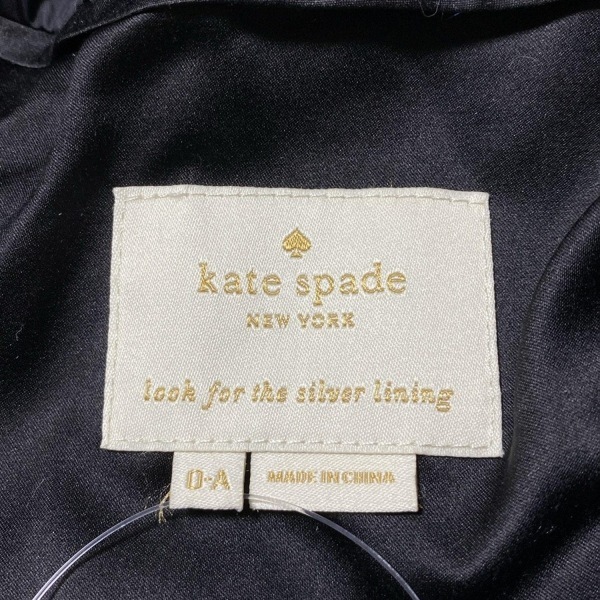 kate spade
NEW YORK
look for the silver lining
0-A
MADE IN CHINA